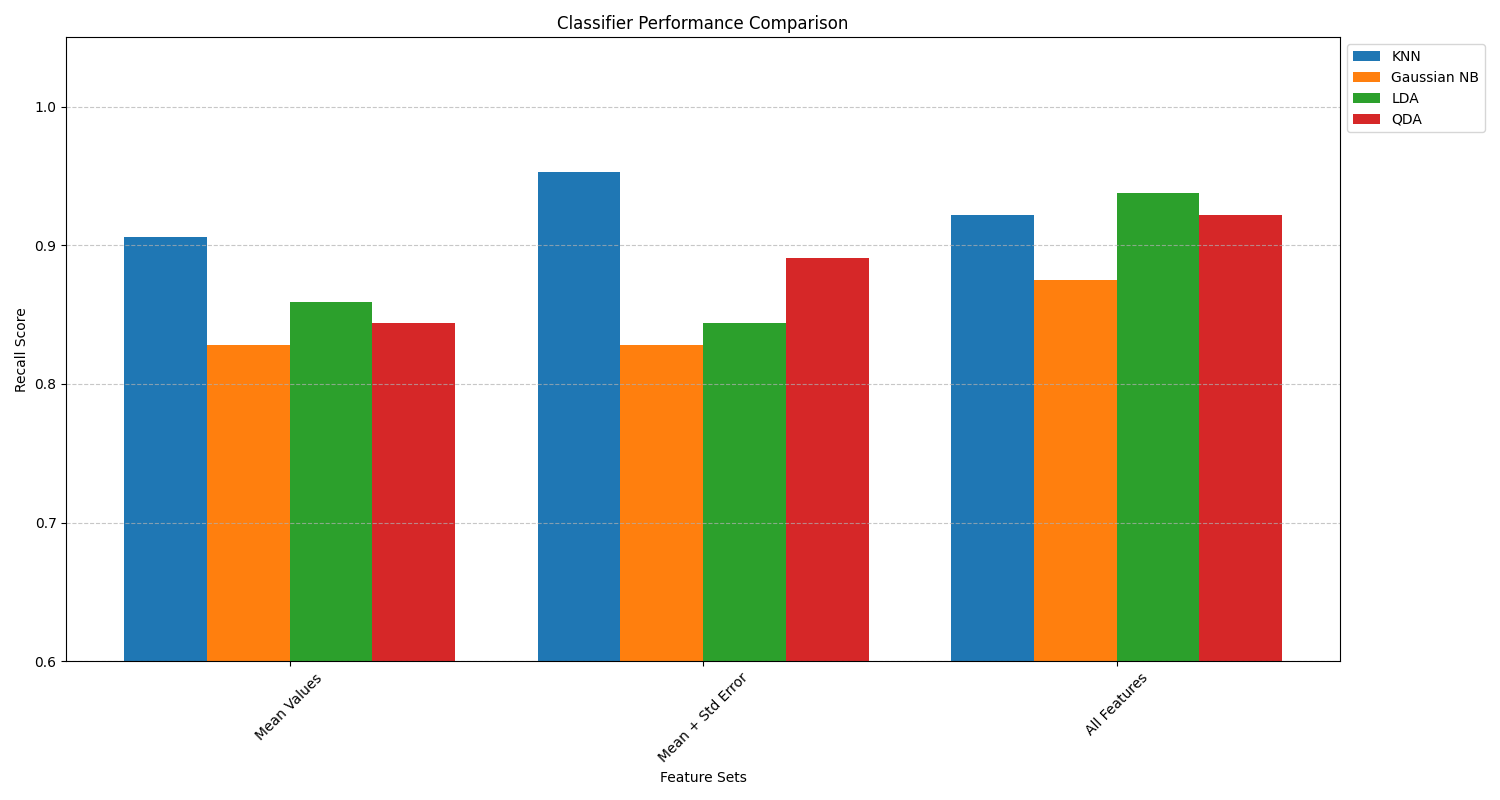 Classifier Performance Comparison
KNN
Gaussian NB
LDA
QDA
1.0
0.9
0.8
0.7
0.6
Recall Score
Mean Values
Mean + Std Error
All Features
Feature Sets